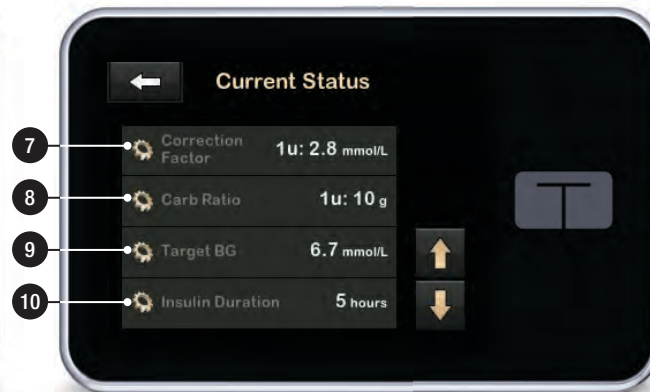 Current Status
7
Correction
Factor
1u: 2.8 mmol/L
8
Carb Ratio
1u: 10 g
9
Target BG
6.7 mmol/L
10
Insulin Duration
5 hours